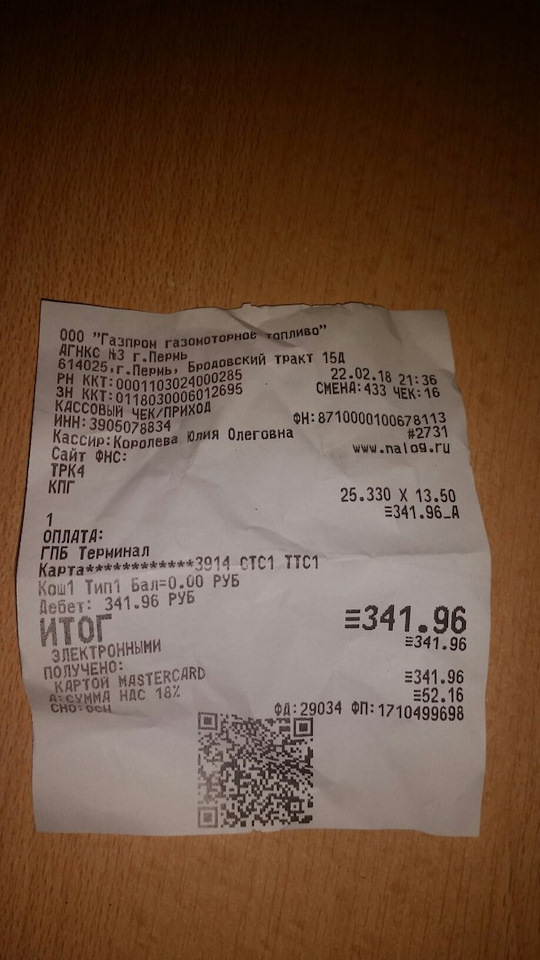 ООО "Газпром газомоторное топливо"
АГНКС №3 г.Пермь
614025,г.Пермь, Бродовский тракт 15Д
РН ККТ:0001103024000285 22.02.18 21:36
ЗН ККТ:0118030006012695 СМЕНА:433 ЧЕК:16
КАССОВЫЙ ЧЕК/ПРИХОД
ИНН:3905078834 ФН:8710000100678113
Кассир:Королева Юлия Олеговна #2731
Сайт ФНС: www.nalog.ru
ТРК4
КПГ 25.330 X 13.50
≡341.96_А
1
ОПЛАТА:
ГПБ Терминал
Карта************3914 СТС1 ТТС1
Кош1 Тип1 Бал=0.00 РУБ
Дебет: 341.96 РУБ
ИТОГ ≡341.96
ЭЛЕКТРОННЫМИ ≡341.96
ПОЛУЧЕНО:
КАРТОЙ MASTERCARD ≡341.96
А:СУММА НДС 18% ≡52.16
СНО:ОСН ФД:29034 ФП:1710499698